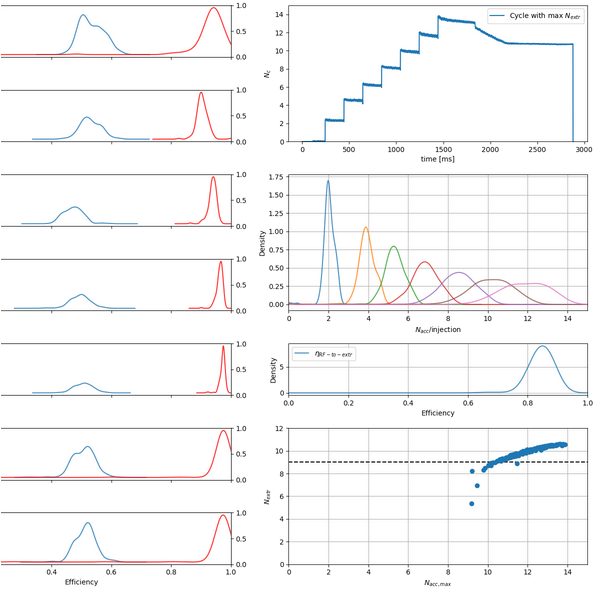 1.0
0.5
0.0
1.0
0.5
0.0
1.0
0.5
0.0
1.0
0.5
0.0
1.0
0.5
0.0
1.0
0.5
0.0
1.0
0.5
0.0
0.4 0.6 0.8 1.0
Efficiency
14
12
10
8
6
4
2
0
N_c
Cycle with max N_extr
0 500 1000 1500 2000 2500 3000
time [ms]
1.75
1.50
1.25
1.00
0.75
0.50
0.25
0.00
Density
0 2 4 6 8 10 12 14
N_acc/injection
5
0
Density
η_RF−to−extr
0.0 0.2 0.4 0.6 0.8 1.0
Efficiency
12
10
8
6
4
2
0
N_extr
0 2 4 6 8 10 12 14
N_acc,max